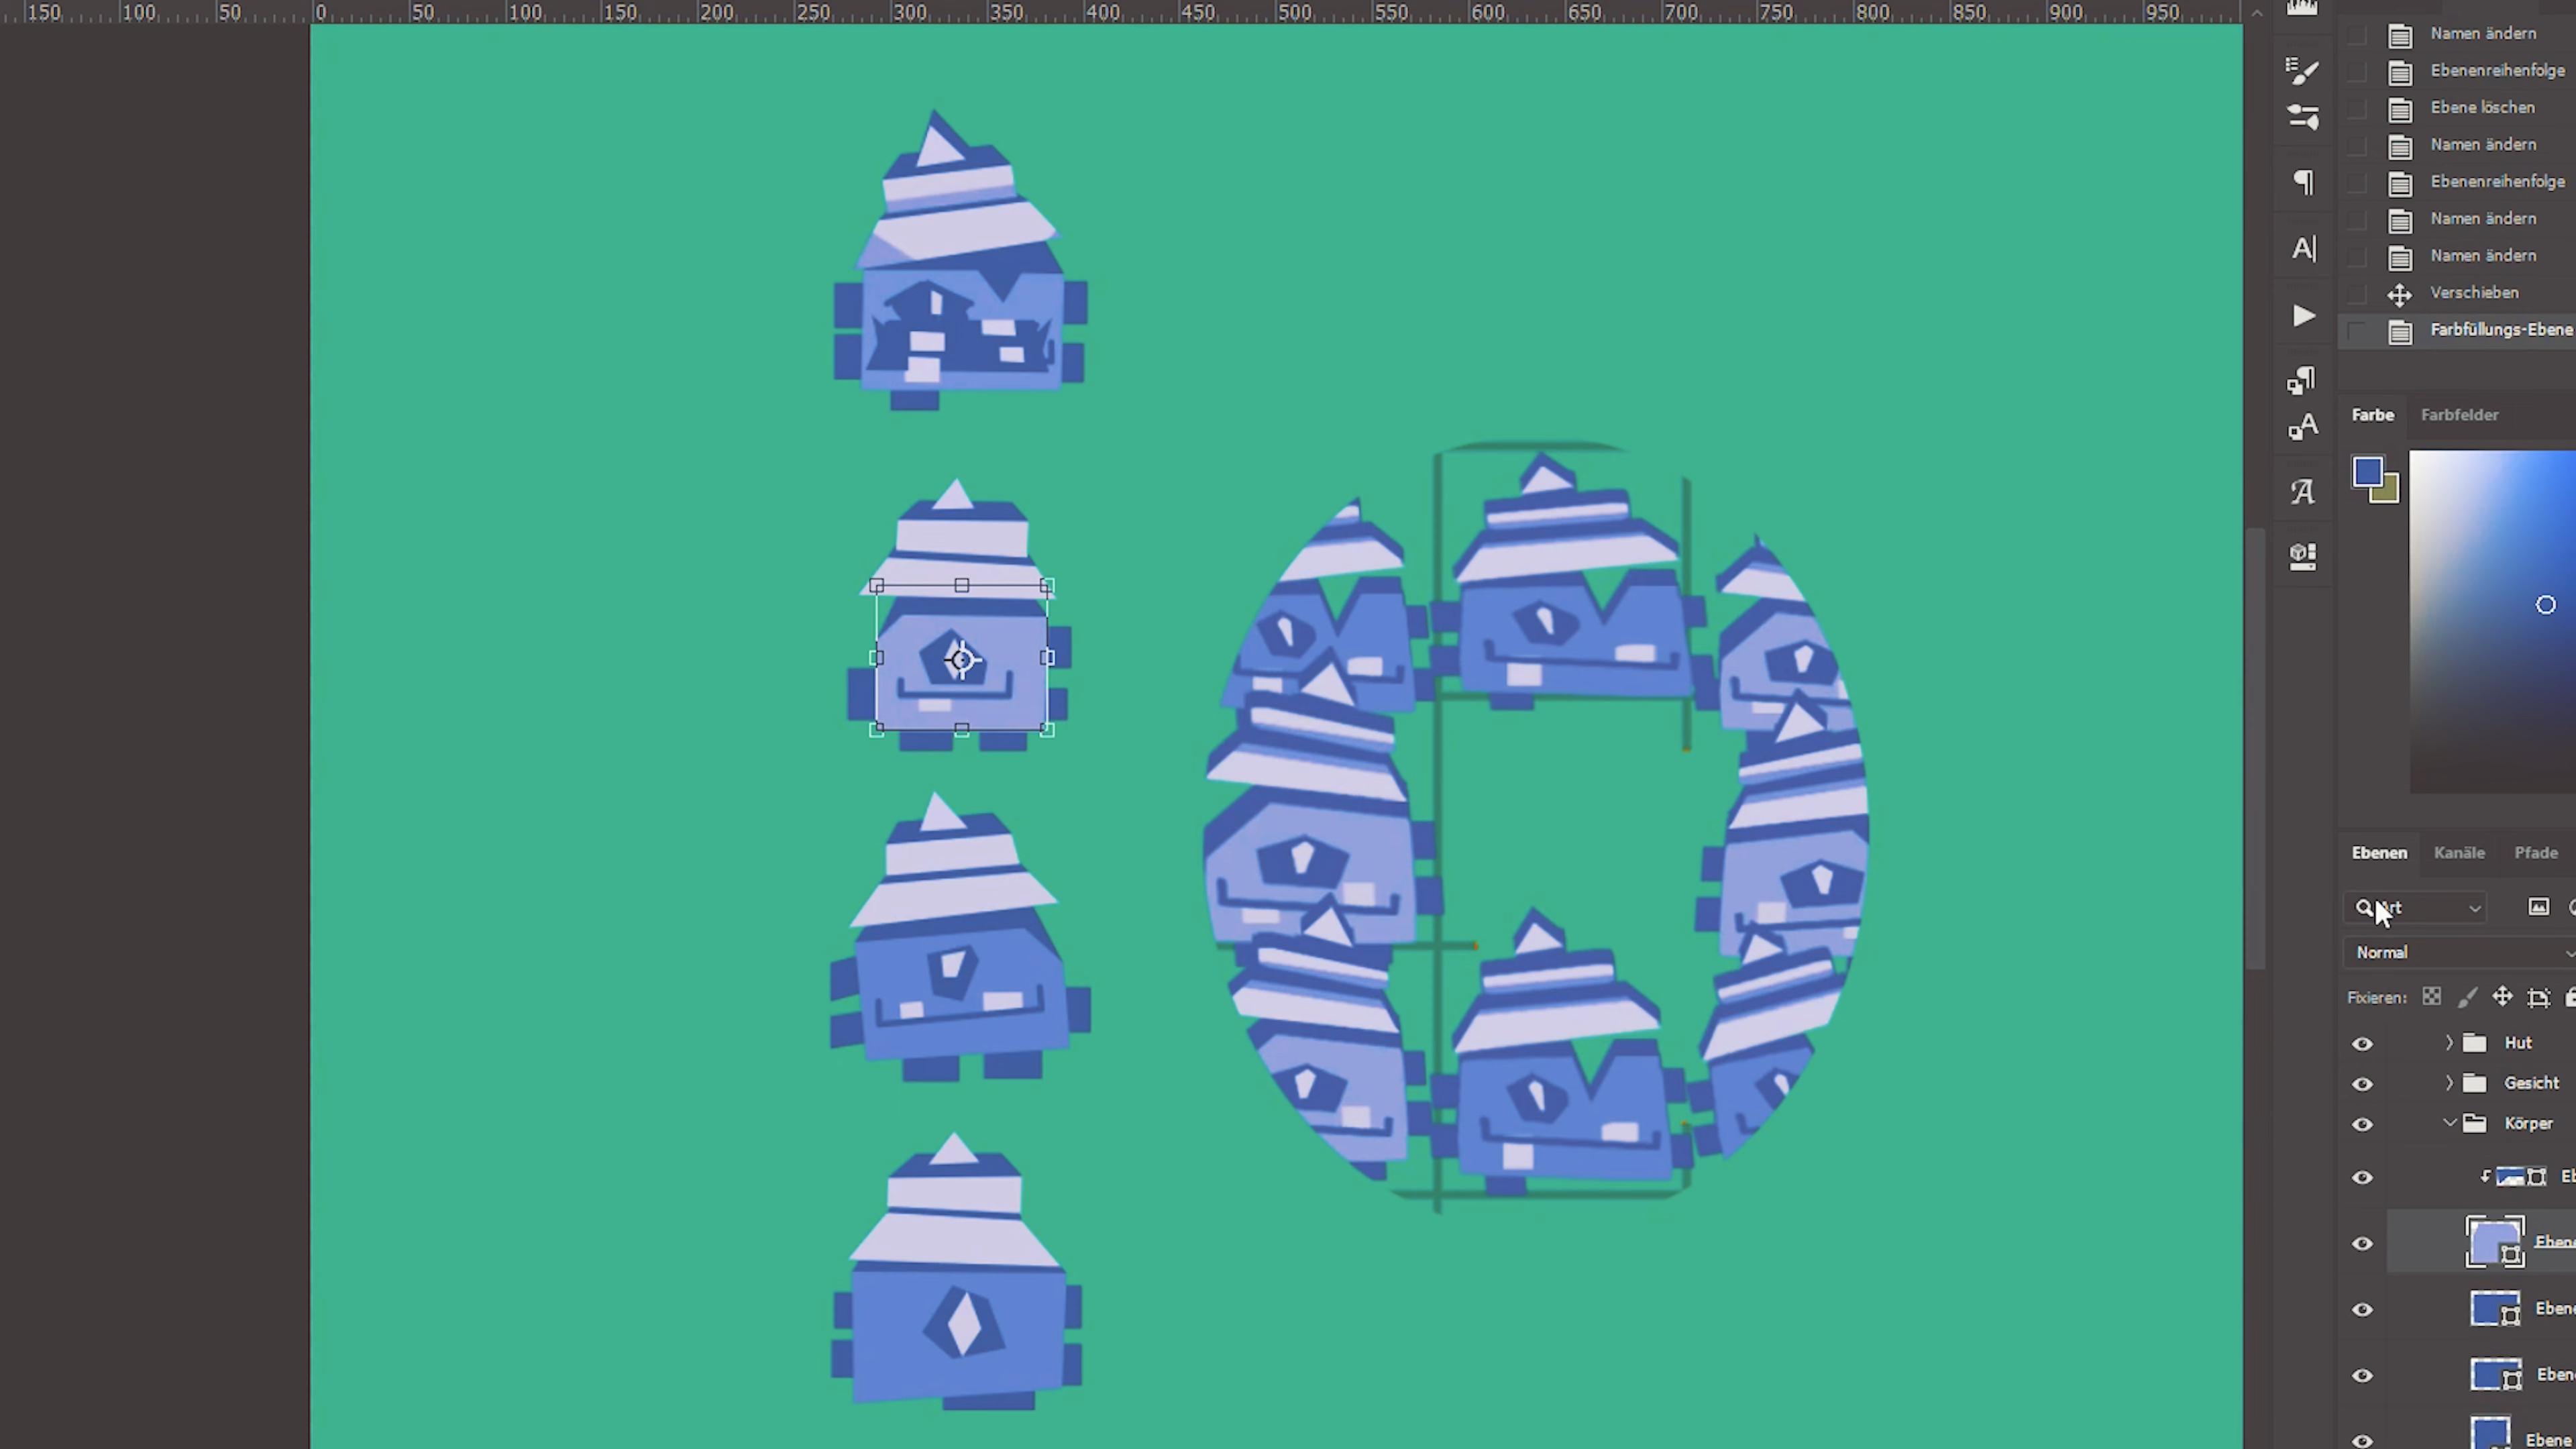 150 100 50 0 50 100 150 200 250 300 350 400 450 500 550 600 650 700 750 800 850 900 950
Namen ändern
Ebenenreihenfolge
Ebene löschen
Namen ändern
Ebenenreihenfolge
Namen ändern
Namen ändern
Verschieben
Farbfüllungs-Ebene
Farbe Farbfelder
Ebenen Kanäle Pfade
Normal
Fixieren:
Hut
Gesicht
Körper
Ebene
Ebene